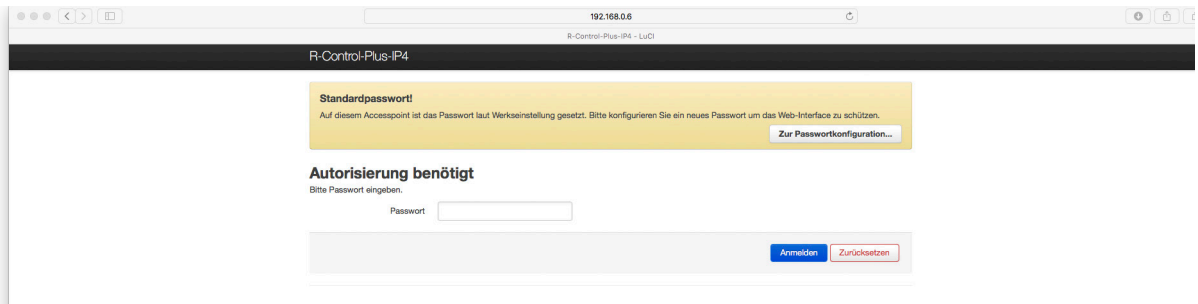 192.168.0.6
R-Control-Plus-IP4 - LuCI
R-Control-Plus-IP4
Standardpasswort!
Auf diesem Accesspoint ist das Passwort laut Werkseinstellung gesetzt. Bitte konfigurieren Sie ein neues Passwort um das Web-Interface zu schützen.
Zur Passwortkonfiguration...
Autorisierung benötigt
Bitte Passwort eingeben.
Passwort
Anmelden Zurücksetzen